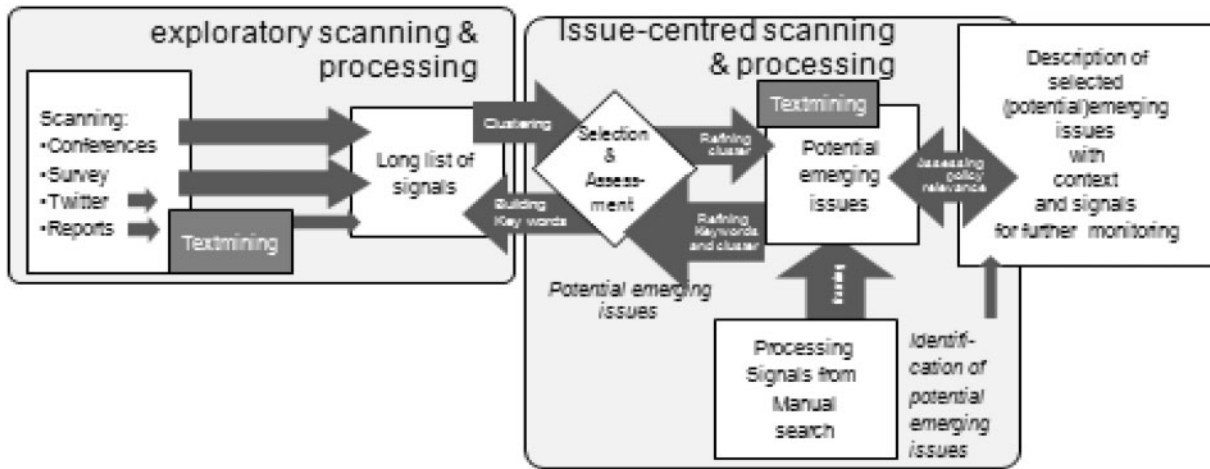 exploratory scanning &
processing
Scanning:
•Conferences
•Survey
•Twitter
•Reports
Textmining
Long list of
signals
Clustering
Building
Key words
Issue-centred scanning
& processing
Selection
&
Assess-
ment
Refining
cluster
Refining
Keywords
and cluster
Potential emerging
issues
Textmining
Potential
emerging
issues
Assessing
policy
relevance
Processing
Signals from
Manual
search
Description of
selected
(potential)emerging
issues
with
context
and signals
for further monitoring
Identifi-
cation of
potential
emerging
issues